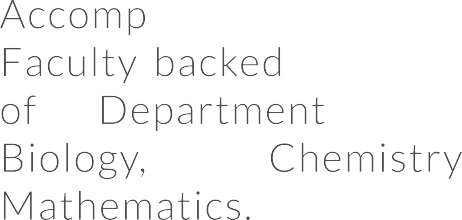 Accomp
Faculty backed
of Department
Biology, Chemistry
Mathematics.